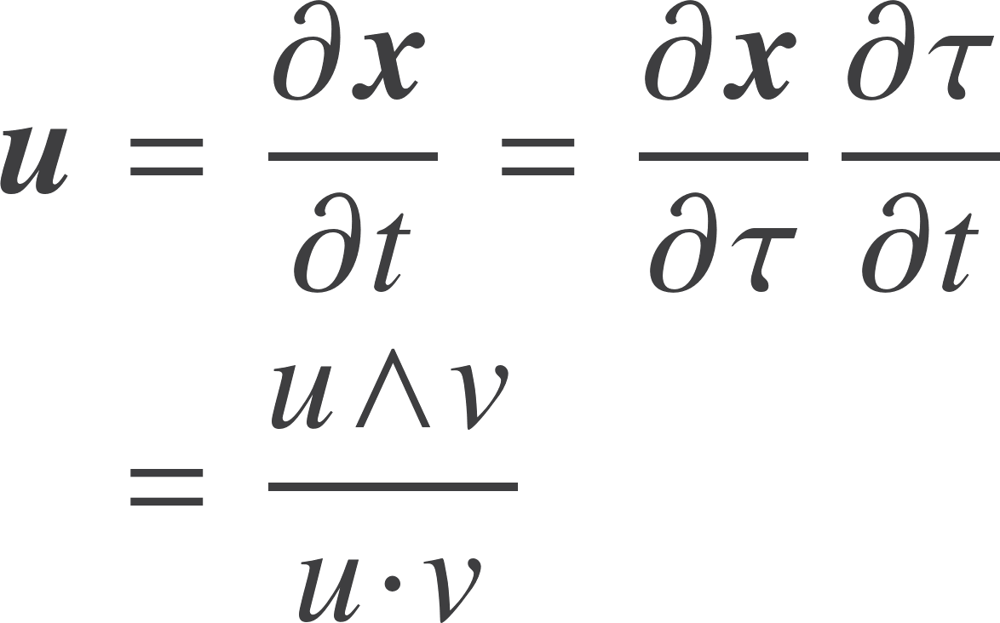 𝒖 = ∂𝒙/∂t = ∂𝒙/∂τ ∂τ/∂t
= u∧v/u·v